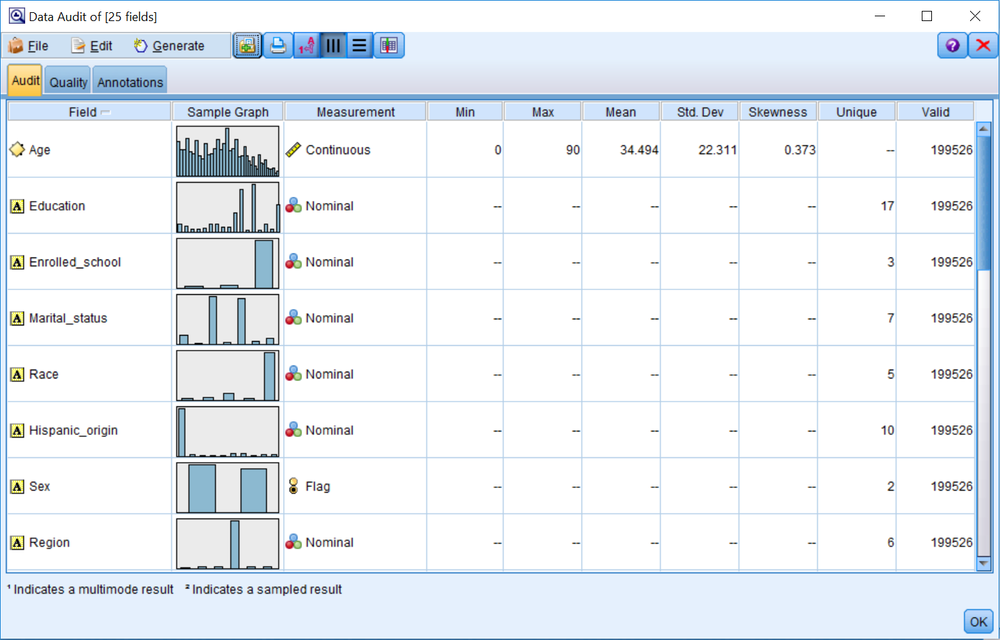 Data Audit of [25 fields]
File Edit Generate
Audit Quality Annotations
Field Sample Graph Measurement Min Max Mean Std. Dev Skewness Unique Valid
Age Continuous 0 90 34.494 22.311 0.373 -- 199526
A Education Nominal -- -- -- -- -- 17 199526
A Enrolled_school Nominal -- -- -- -- -- 3 199526
A Marital_status Nominal -- -- -- -- -- 7 199526
A Race Nominal -- -- -- -- -- 5 199526
A Hispanic_origin Nominal -- -- -- -- -- 10 199526
A Sex Flag -- -- -- -- -- 2 199526
A Region Nominal -- -- -- -- -- 6 199526
¹ Indicates a multimode result ² Indicates a sampled result
OK